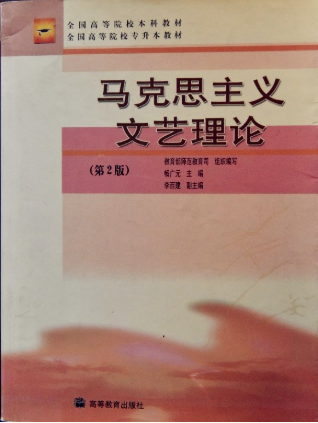 全国高等院校本科教材
全国高等院校专升本教材
马克思主义
文艺理论
(第2版)
教育部师范教育司 组织编写
畅广元 主 编
李西建 副主编
高等教育出版社